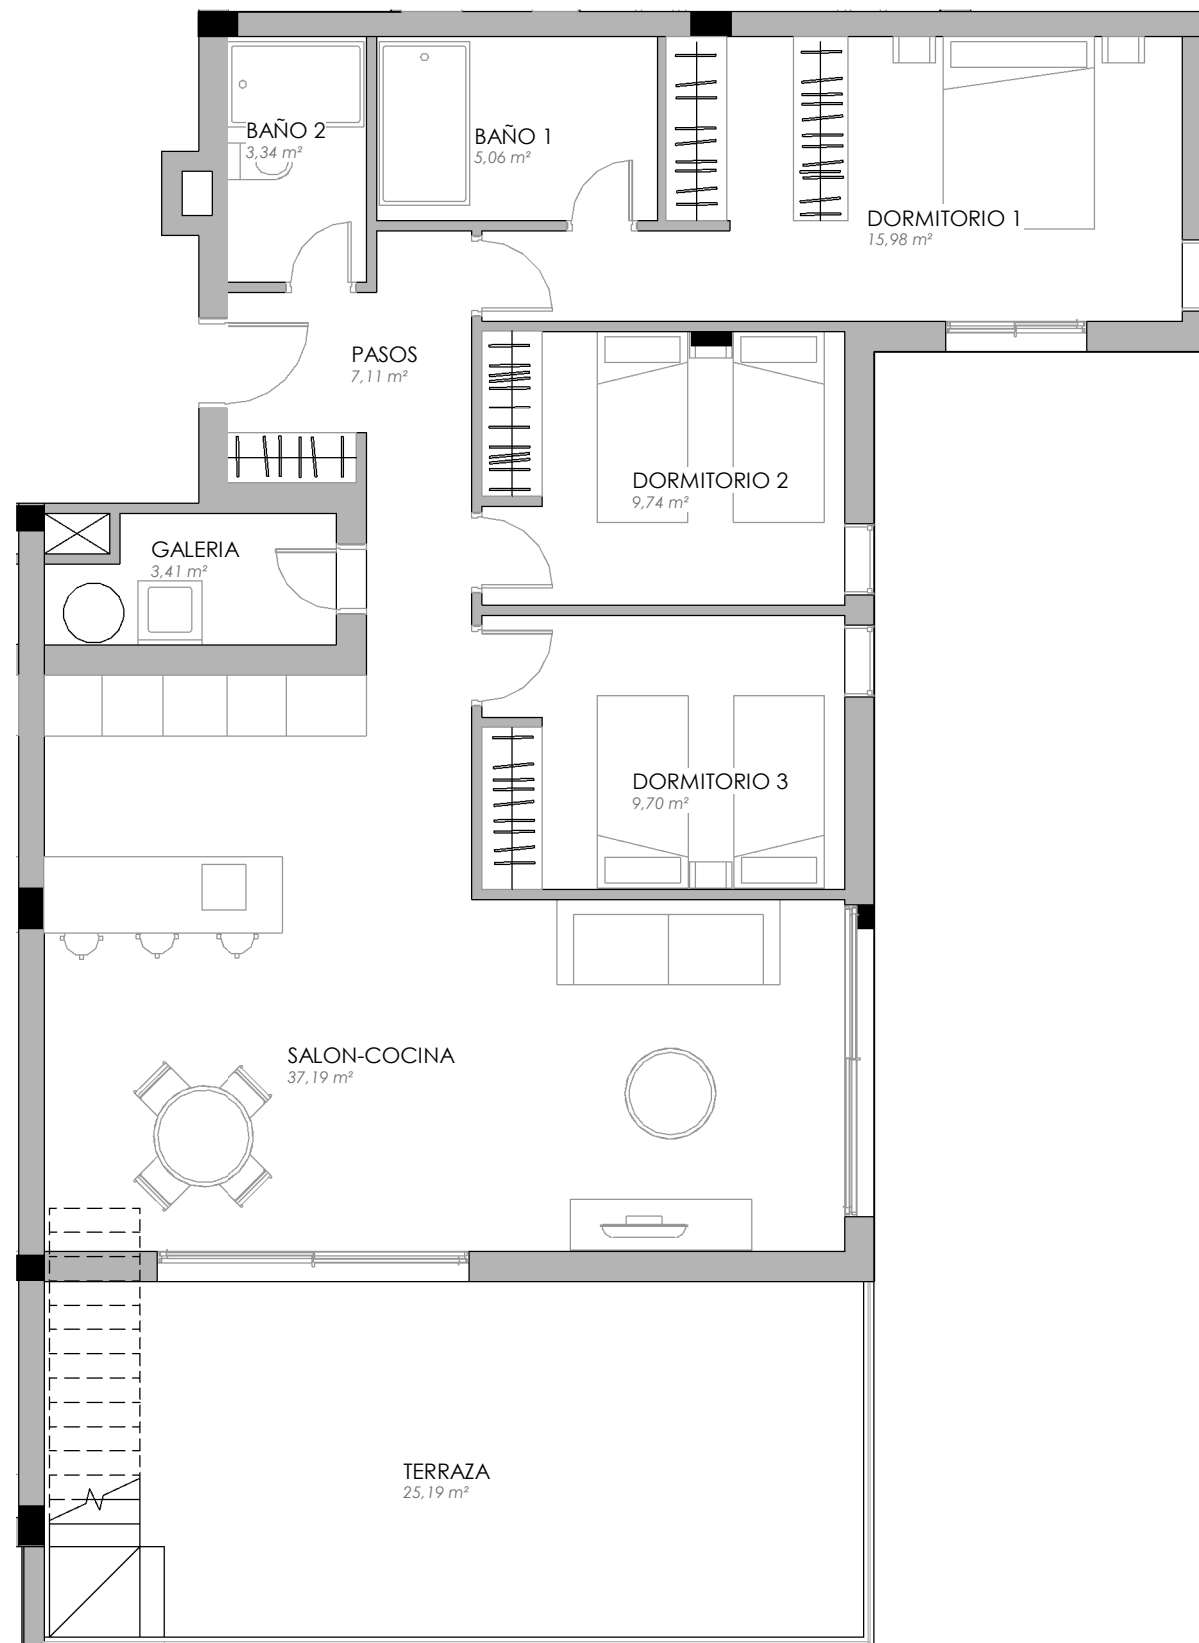 BAÑO 2
3,34 m²
BAÑO 1
5,06 m²
DORMITORIO 1
15,98 m²
PASOS
7,11 m²
DORMITORIO 2
9,74 m²
GALERIA
3,41 m²
DORMITORIO 3
9,70 m²
SALON-COCINA
37,19 m²
TERRAZA
25,19 m²